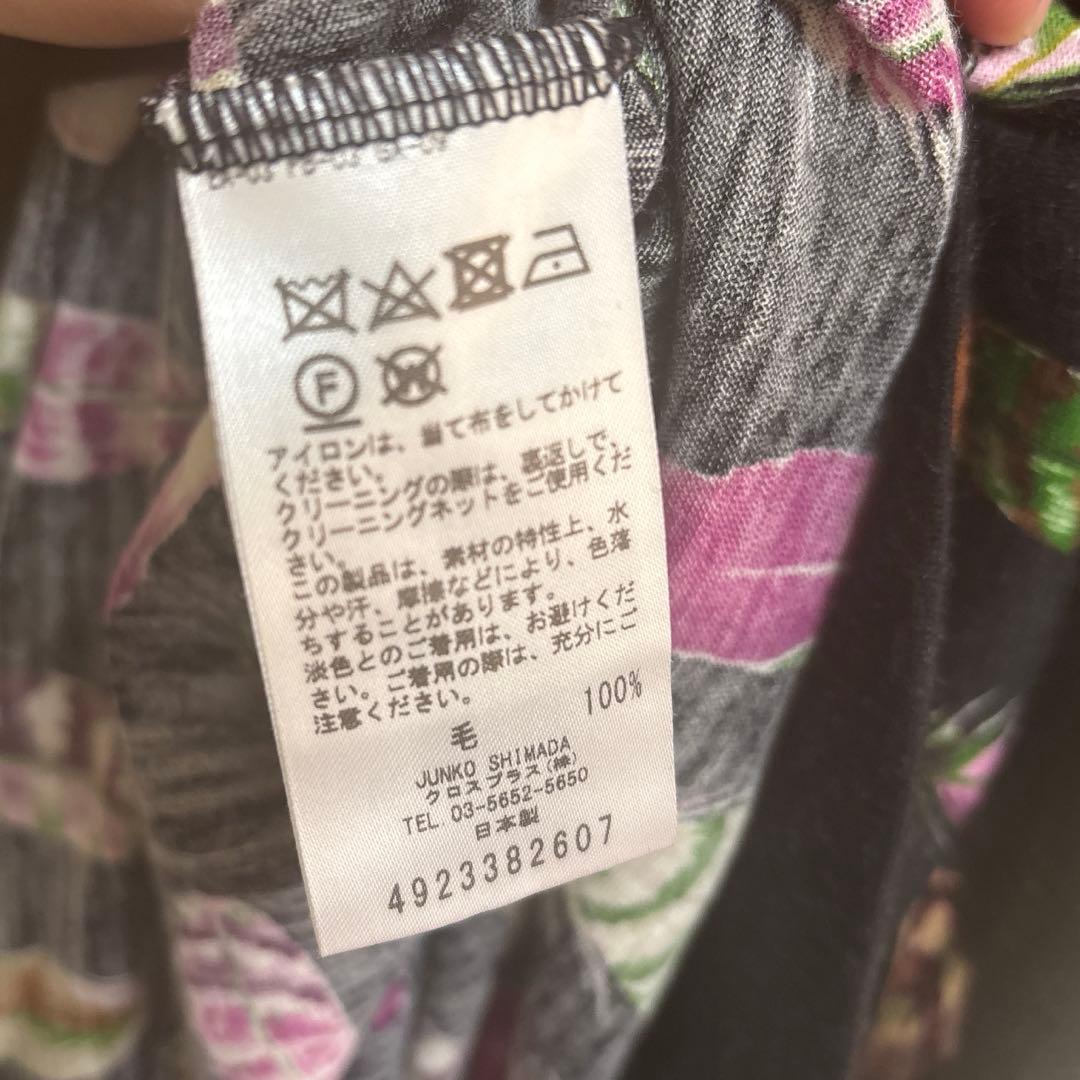 F
W
アイロンは、当て布をしてかけて
ください。
クリーニングの際は、裏返しで、
クリーニングネットをご使用くだ
さい。
この製品は、素材の特性上、水
分や汗、摩擦などにより、色落
ちすることがあります。
淡色とのご着用は、お避けくだ
さい。ご着用の際は、充分にご
注意ください。
毛 100%
JUNKO SHIMADA
クロスプラス(株)
TEL 03-5652-5650
日本製
4923382607